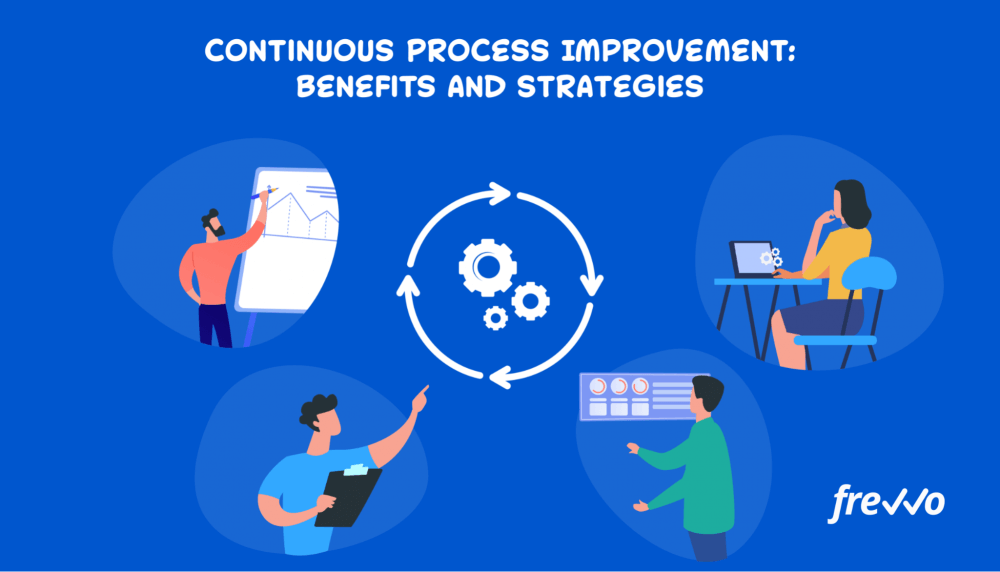 CONTINUOUS PROCESS IMPROVEMENT:
BENEFITS AND STRATEGIES
frevvo